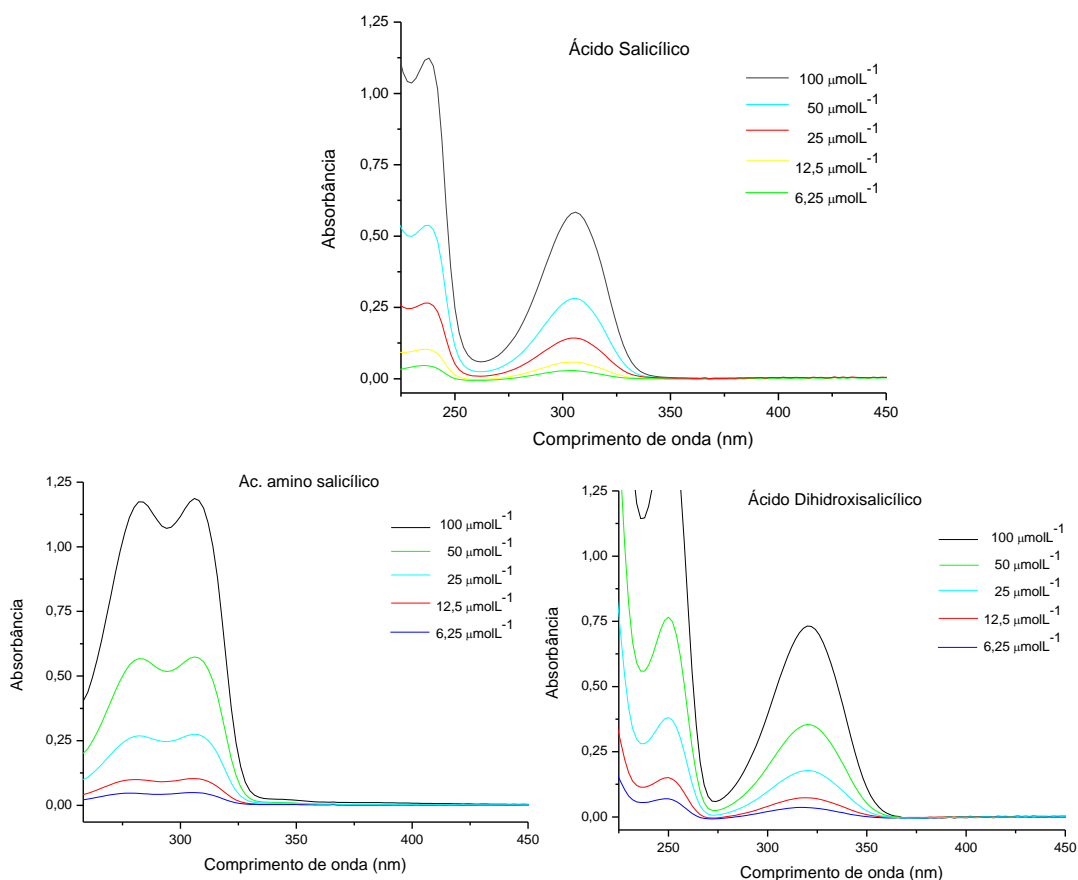 Ácido Salicílico
100 μmolL⁻¹
50 μmolL⁻¹
25 μmolL⁻¹
12,5 μmolL⁻¹
6,25 μmolL⁻¹
Absorbância
1,25
1,00
0,75
0,50
0,25
0,00
250
300
350
400
450
Comprimento de onda (nm)
Ac. amino salicílico
100 μmolL⁻¹
50 μmolL⁻¹
25 μmolL⁻¹
12,5 μmolL⁻¹
6,25 μmolL⁻¹
Absorbância
1,25
1,00
0,75
0,50
0,25
0,00
300
350
400
450
Comprimento de onda (nm)
Ácido Dihidroxisalicílico
100 μmolL⁻¹
50 μmolL⁻¹
25 μmolL⁻¹
12,5 μmolL⁻¹
6,25 μmolL⁻¹
Absorbância
1,25
1,00
0,75
0,50
0,25
0,00
250
300
350
400
450
Comprimento de onda (nm)